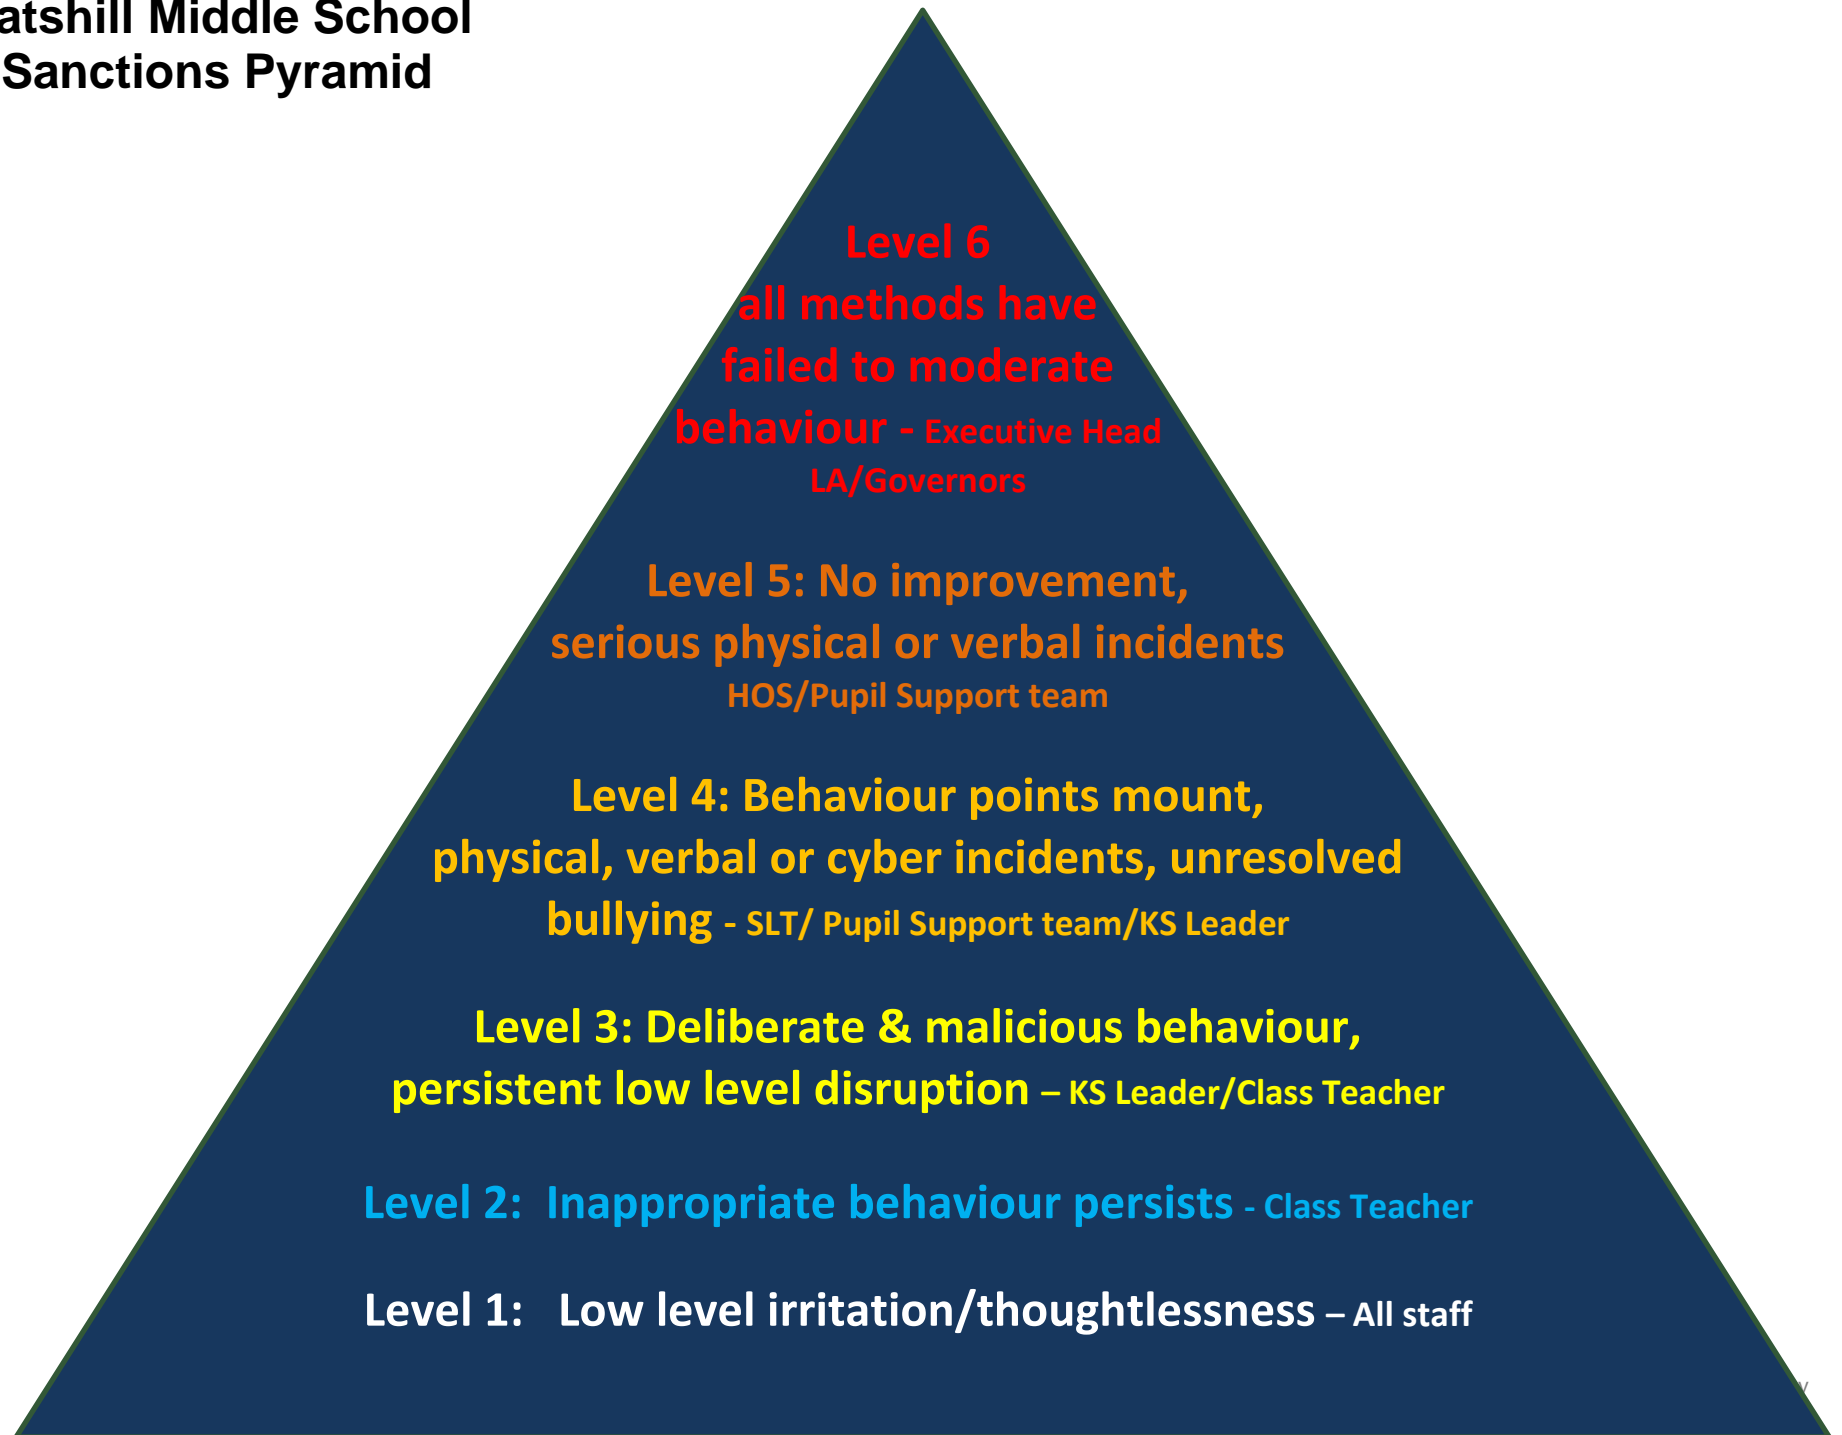 atshill Middle School
Sanctions Pyramid
Level 6
all methods have
failed to moderate
behaviour - Executive Head
LA/Governors
Level 5: No improvement,
serious physical or verbal incidents
HOS/Pupil Support team
Level 4: Behaviour points mount,
physical, verbal or cyber incidents, unresolved
bullying - SLT/ Pupil Support team/KS Leader
Level 3: Deliberate & malicious behaviour,
persistent low level disruption – KS Leader/Class Teacher
Level 2:  Inappropriate behaviour persists - Class Teacher
Level 1:   Low level irritation/thoughtlessness – All staff